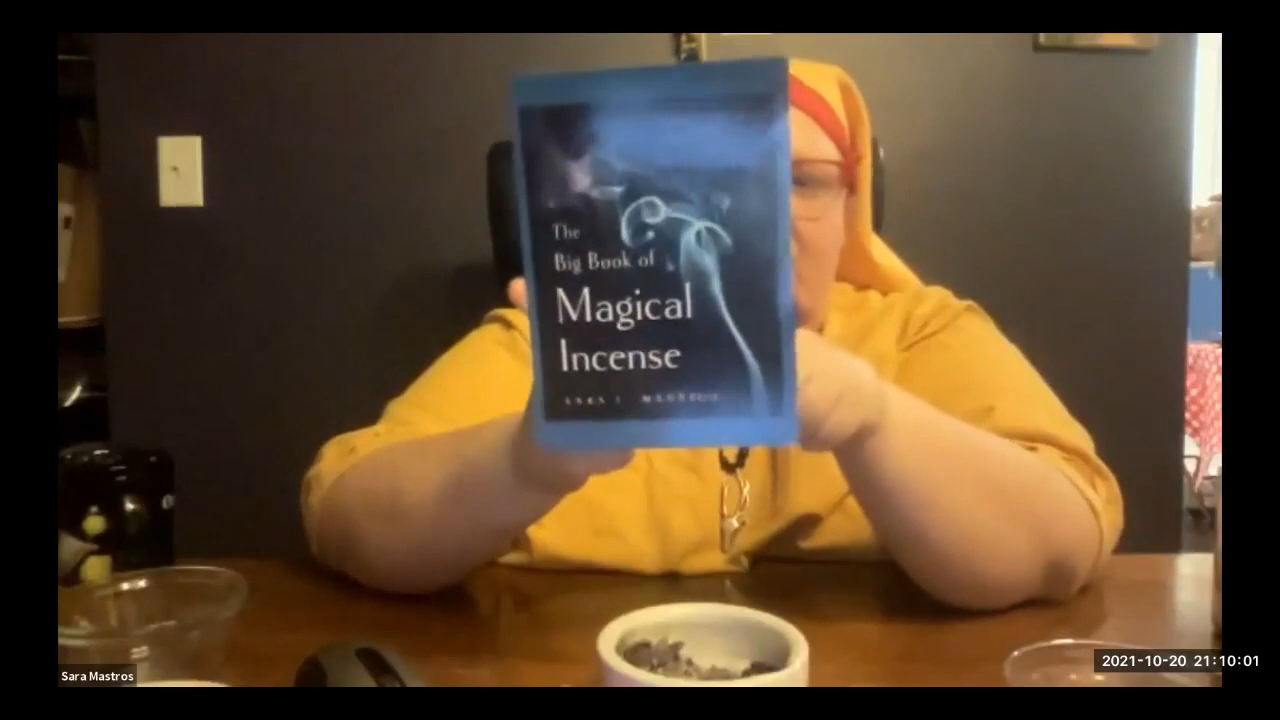 The
Big Book of
Magical
Incense
Sara Mastros
2021-10-20 21:10:01